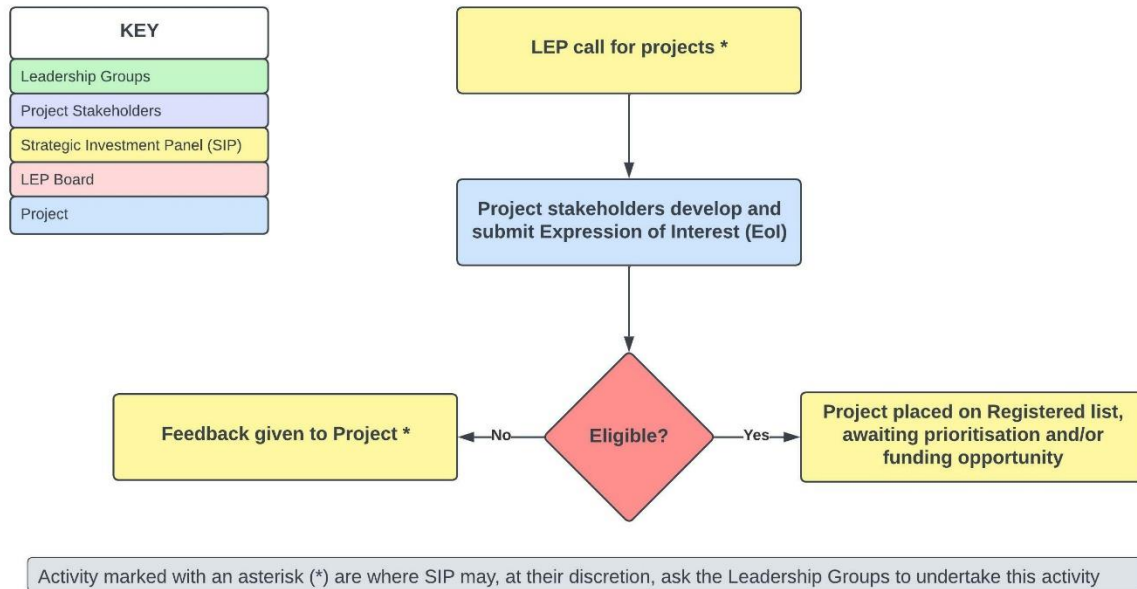 KEY
Leadership Groups
Project Stakeholders
Strategic Investment Panel (SIP)
LEP Board
Project
LEP call for projects *
Project stakeholders develop and
submit Expression of Interest (EoI)
Eligible?
No
Feedback given to Project *
Yes
Project placed on Registered list,
awaiting prioritisation and/or
funding opportunity
Activity marked with an asterisk (*) are where SIP may, at their discretion, ask the Leadership Groups to undertake this activity